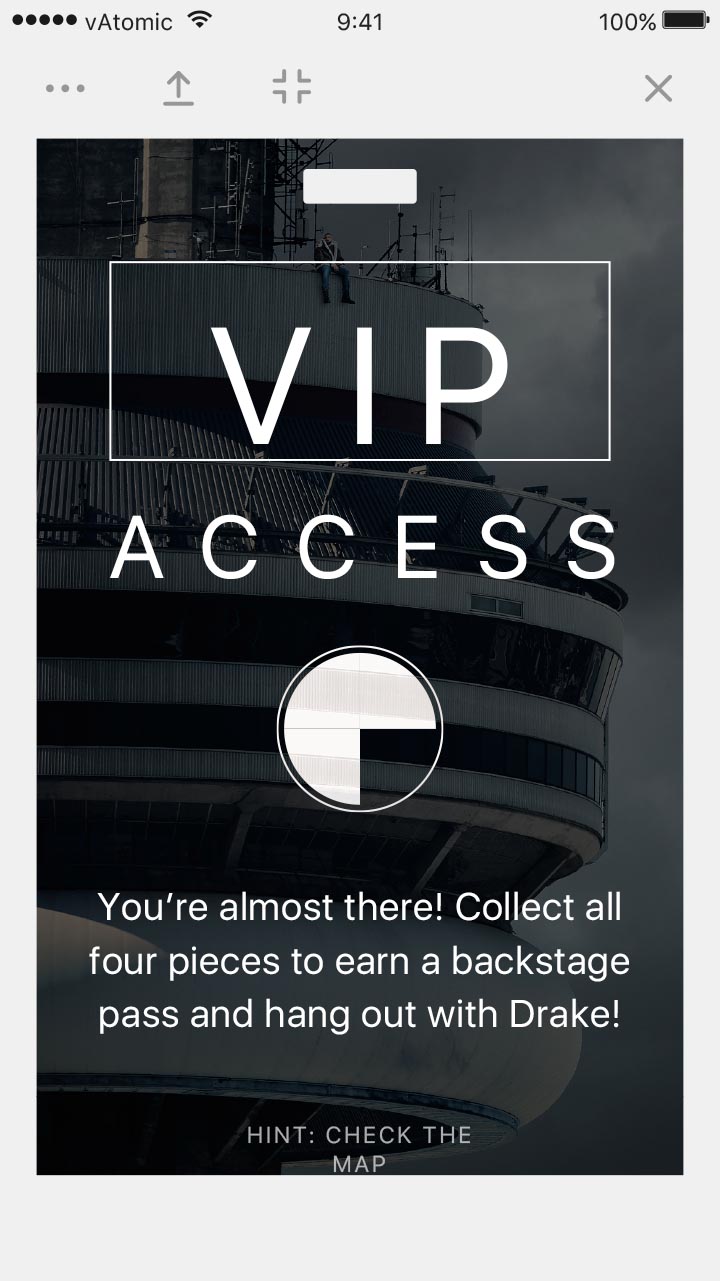 vAtomic 9:41 100%
VIP
ACCESS
You’re almost there! Collect all
four pieces to earn a backstage
pass and hang out with Drake!
HINT: CHECK THE
MAP